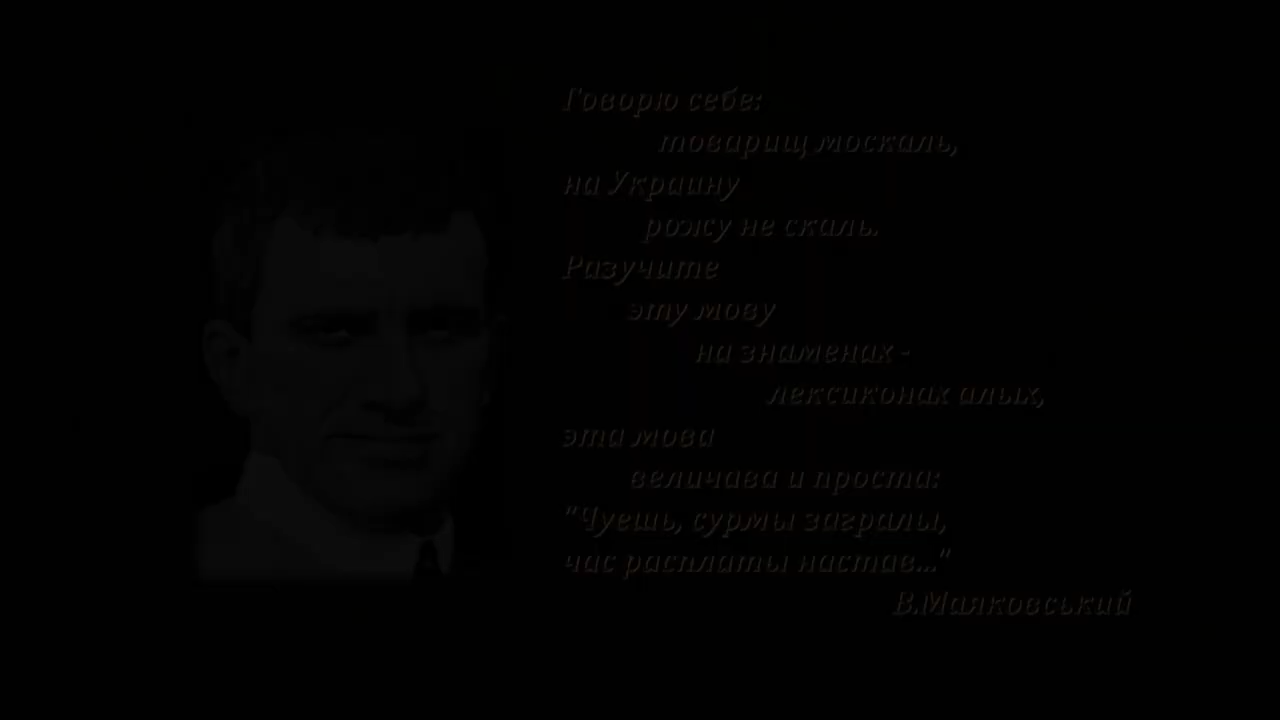 Говорю себе:
товарищ москаль,
на Украину
рожу не скаль.
Разучите
эту мову
на знаменах -
лексиконах алых,
эта мова
величава и проста:
"Чуешь, сурмы загралы,
час расплаты настав..."
В.Маяковський